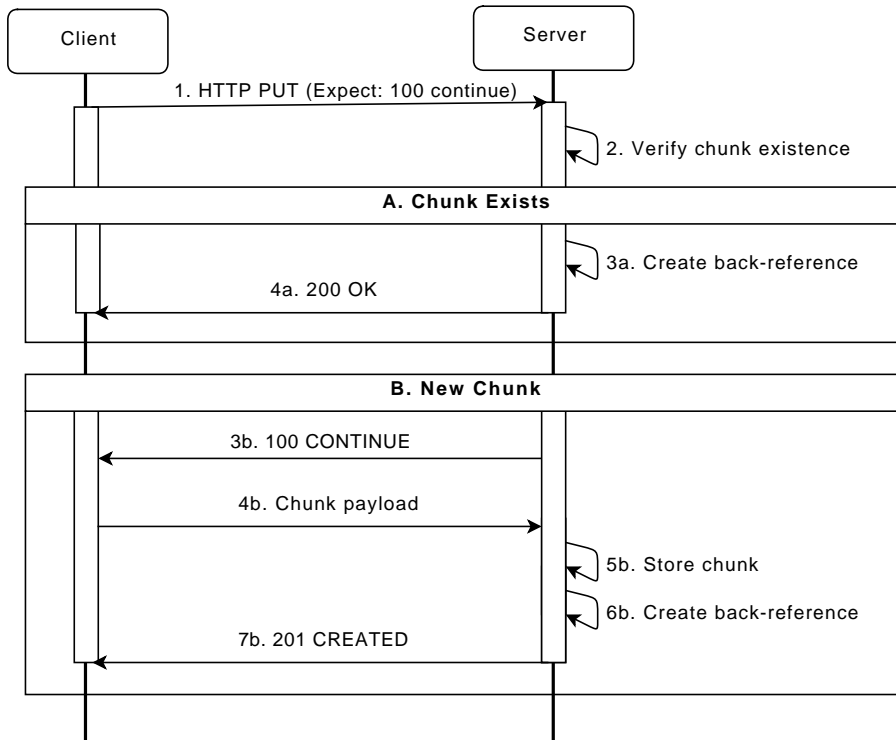 Client
Server
1. HTTP PUT (Expect: 100 continue)
2. Verify chunk existence
A. Chunk Exists
3a. Create back-reference
4a. 200 OK
B. New Chunk
3b. 100 CONTINUE
4b. Chunk payload
5b. Store chunk
6b. Create back-reference
7b. 201 CREATED